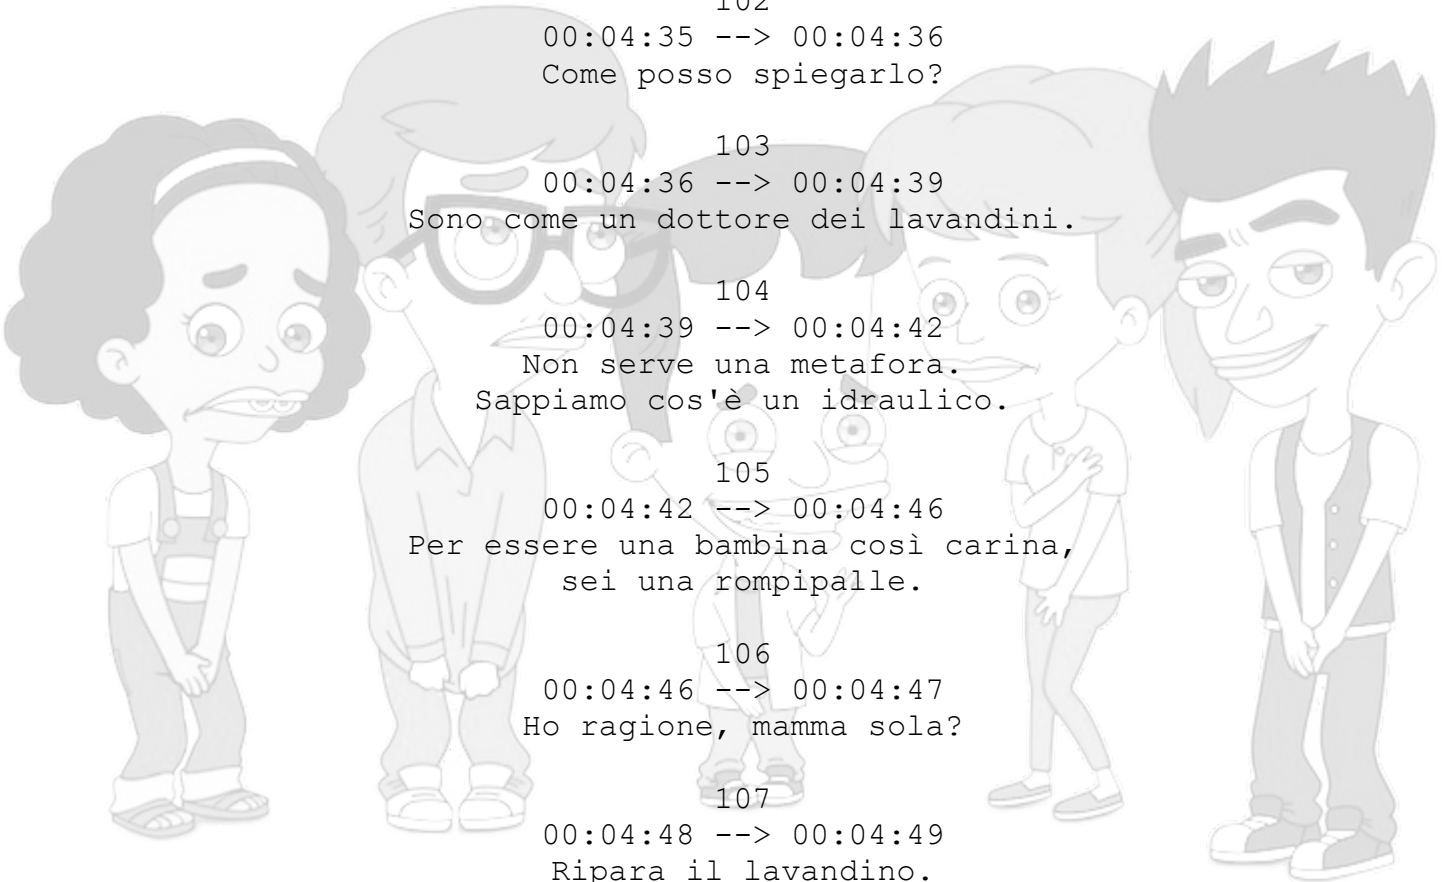 102
00:04:35 --> 00:04:36
Come posso spiegarlo?
103
00:04:36 --> 00:04:39
Sono come un dottore dei lavandini.
104
00:04:39 --> 00:04:42
Non serve una metafora.
Sappiamo cos'è un idraulico.
105
00:04:42 --> 00:04:46
Per essere una bambina così carina,
sei una rompipalle.
106
00:04:46 --> 00:04:47
Ho ragione, mamma sola?
107
00:04:48 --> 00:04:49
Ripara il lavandino.